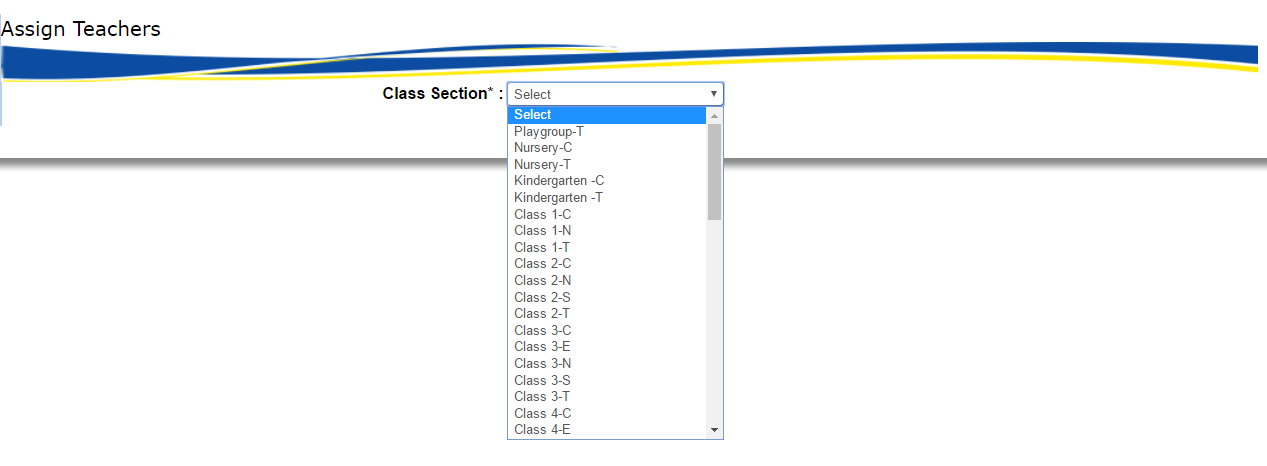 Assign Teachers
Class Section* : Select
Select
Playgroup-T
Nursery-C
Nursery-T
Kindergarten -C
Kindergarten -T
Class 1-C
Class 1-N
Class 1-T
Class 2-C
Class 2-N
Class 2-S
Class 2-T
Class 3-C
Class 3-E
Class 3-N
Class 3-S
Class 3-T
Class 4-C
Class 4-E